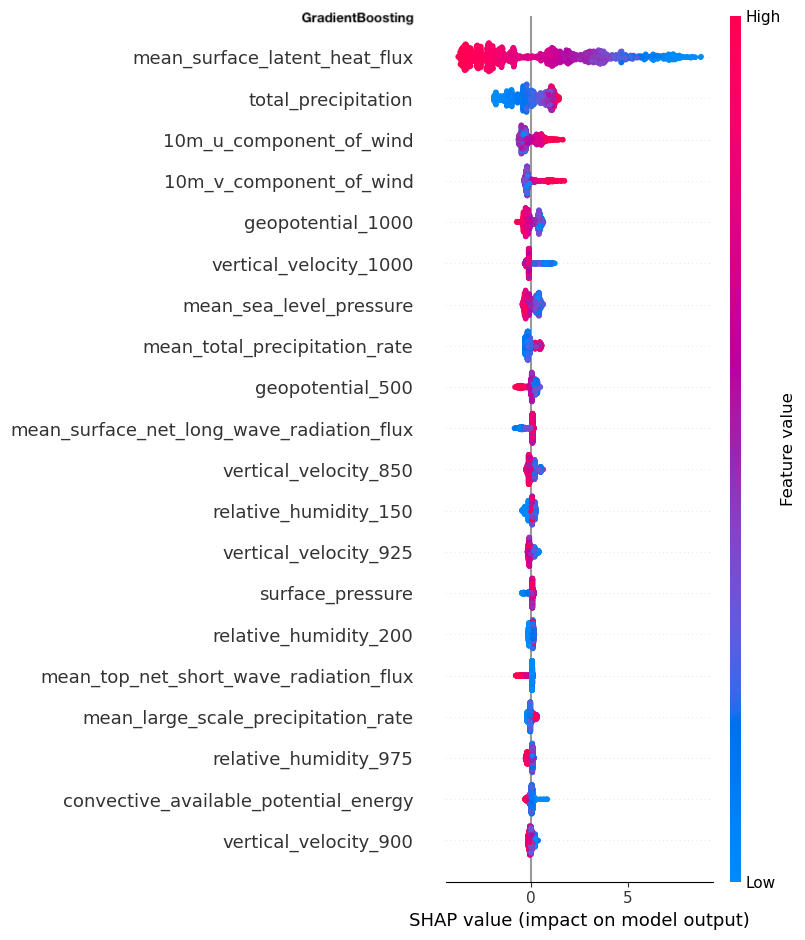 GradientBoosting
High
mean_surface_latent_heat_flux
total_precipitation
10m_u_component_of_wind
10m_v_component_of_wind
geopotential_1000
vertical_velocity_1000
mean_sea_level_pressure
mean_total_precipitation_rate
geopotential_500
mean_surface_net_long_wave_radiation_flux
vertical_velocity_850
relative_humidity_150
vertical_velocity_925
surface_pressure
relative_humidity_200
mean_top_net_short_wave_radiation_flux
mean_large_scale_precipitation_rate
relative_humidity_975
convective_available_potential_energy
vertical_velocity_900
Feature value
Low
0 5
SHAP value (impact on model output)